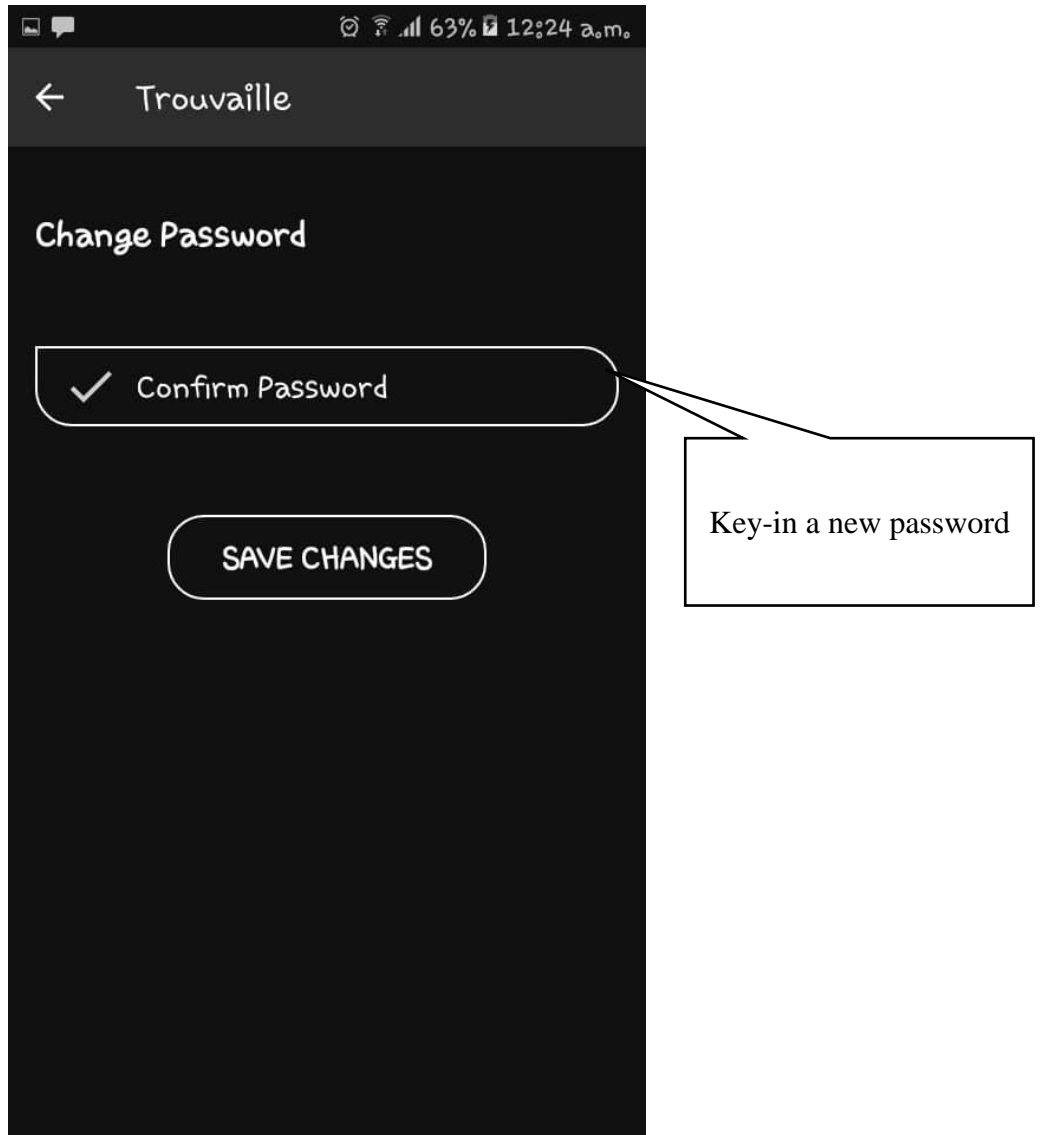 63% 12:24 a.m.
Trouvaille
Change Password
Confirm Password
SAVE CHANGES
Key-in a new password